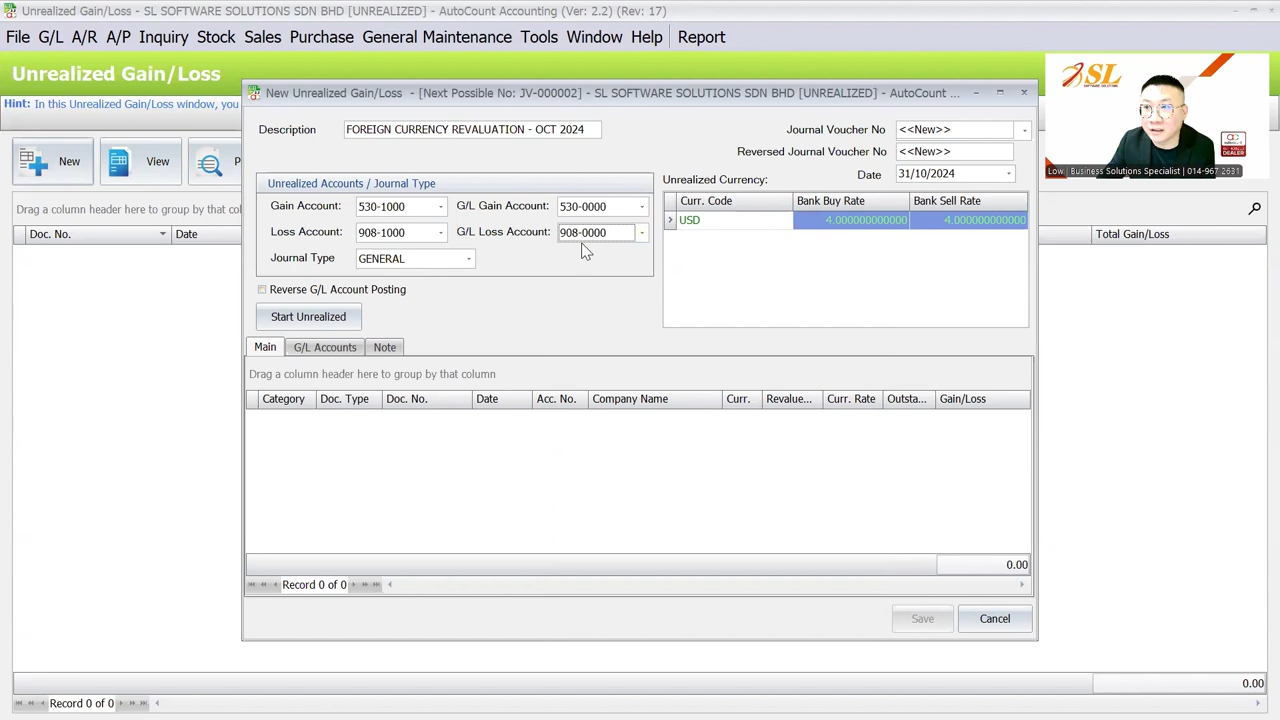 Unrealized Gain/Loss - SL SOFTWARE SOLUTIONS SDN BHD [UNREALIZED] - AutoCount Accounting (Ver: 2.2) (Rev: 17)
File G/L A/R A/P Inquiry Stock Sales Purchase General Maintenance Tools Window Help Report
Unrealized Gain/Loss
SL
SOFTWARE SOLUTIONS
Hint: In this Unrealized Gain/Loss window, you
New View P
Low | Business Solutions Specialist | 014-967 2631
DEALER
Drag a column header here to group by that col
Doc. No. Date Total Gain/Loss
New Unrealized Gain/Loss - [Next Possible No: JV-000002] - SL SOFTWARE SOLUTIONS SDN BHD [UNREALIZED] - AutoCount ...
Description FOREIGN CURRENCY REVALUATION - OCT 2024 Journal Voucher No <<New>>
Reversed Journal Voucher No <<New>>
Date 31/10/2024
Unrealized Accounts / Journal Type Unrealized Currency:
Gain Account: 530-1000 G/L Gain Account: 530-0000 Curr. Code Bank Buy Rate Bank Sell Rate
USD 4.000000000000 4.000000000000
Loss Account: 908-1000 G/L Loss Account: 908-0000
Journal Type GENERAL
Reverse G/L Account Posting
Start Unrealized
Main G/L Accounts Note
Drag a column header here to group by that column
Category Doc. Type Doc. No. Date Acc. No. Company Name Curr. Revalue... Curr. Rate Outsta... Gain/Loss
0.00
Record 0 of 0
Save Cancel
0.00
Record 0 of 0